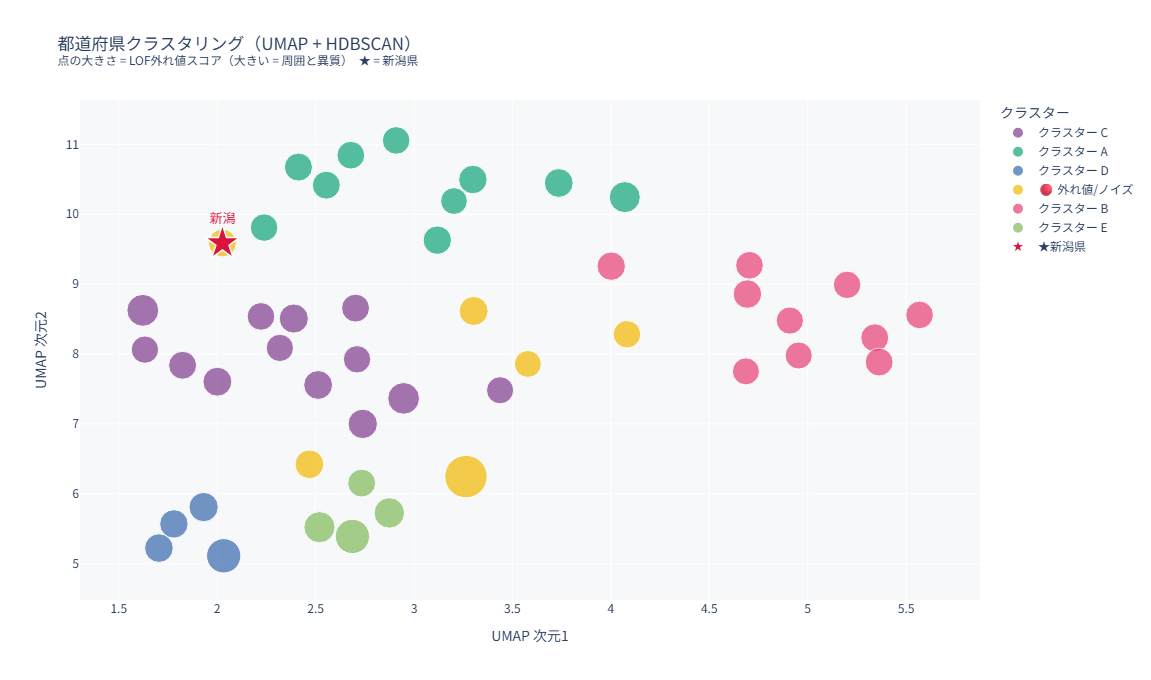 都道府県クラスタリング（UMAP + HDBSCAN）
点の大きさ = LOF外れ値スコア（大きい = 周囲と異質） ★ = 新潟県
クラスター
クラスター C
クラスター A
クラスター D
外れ値/ノイズ
クラスター B
クラスター E
★新潟県
新潟
UMAP 次元2
11
10
9
8
7
6
5
1.5
2
2.5
3
3.5
4
4.5
5
5.5
UMAP 次元1